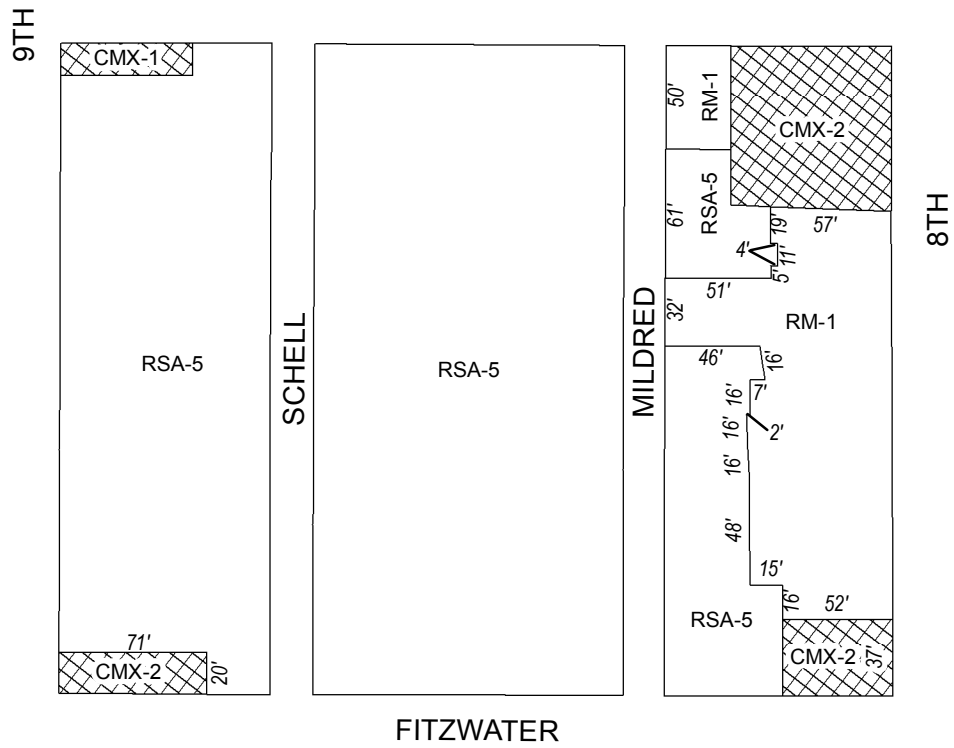 9TH
CMX-1
RSA-5
71'
CMX-2
20'
SCHELL
RSA-5
MILDRED
50'
RM-1
CMX-2
61'
RSA-5
19'
57'
4'
11'
5'
51'
32'
RM-1
8TH
46'
16'
7'
16'
2'
16'
16'
48'
15'
16'
52'
RSA-5
CMX-2
37'
FITZWATER